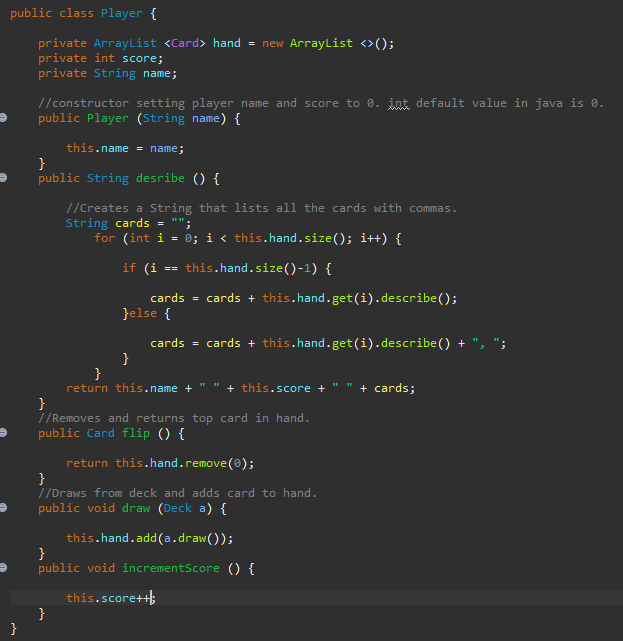 public class Player {
private ArrayList <Card> hand = new ArrayList <>();
private int score;
private String name;
//constructor setting player name and score to 0. int default value in java is 0.
public Player (String name) {
this.name = name;
}
public String desribe () {
//Creates a String that lists all the cards with commas.
String cards = "";
for (int i = 0; i < this.hand.size(); i++) {
if (i == this.hand.size()-1) {
cards = cards + this.hand.get(i).describe();
}else {
cards = cards + this.hand.get(i).describe() + ", ";
}
}
return this.name + " " + this.score + " " + cards;
}
//Removes and returns top card in hand.
public Card flip () {
return this.hand.remove(0);
}
//Draws from deck and adds card to hand.
public void draw (Deck a) {
this.hand.add(a.draw());
}
public void incrementScore () {
this.score++;
}
}